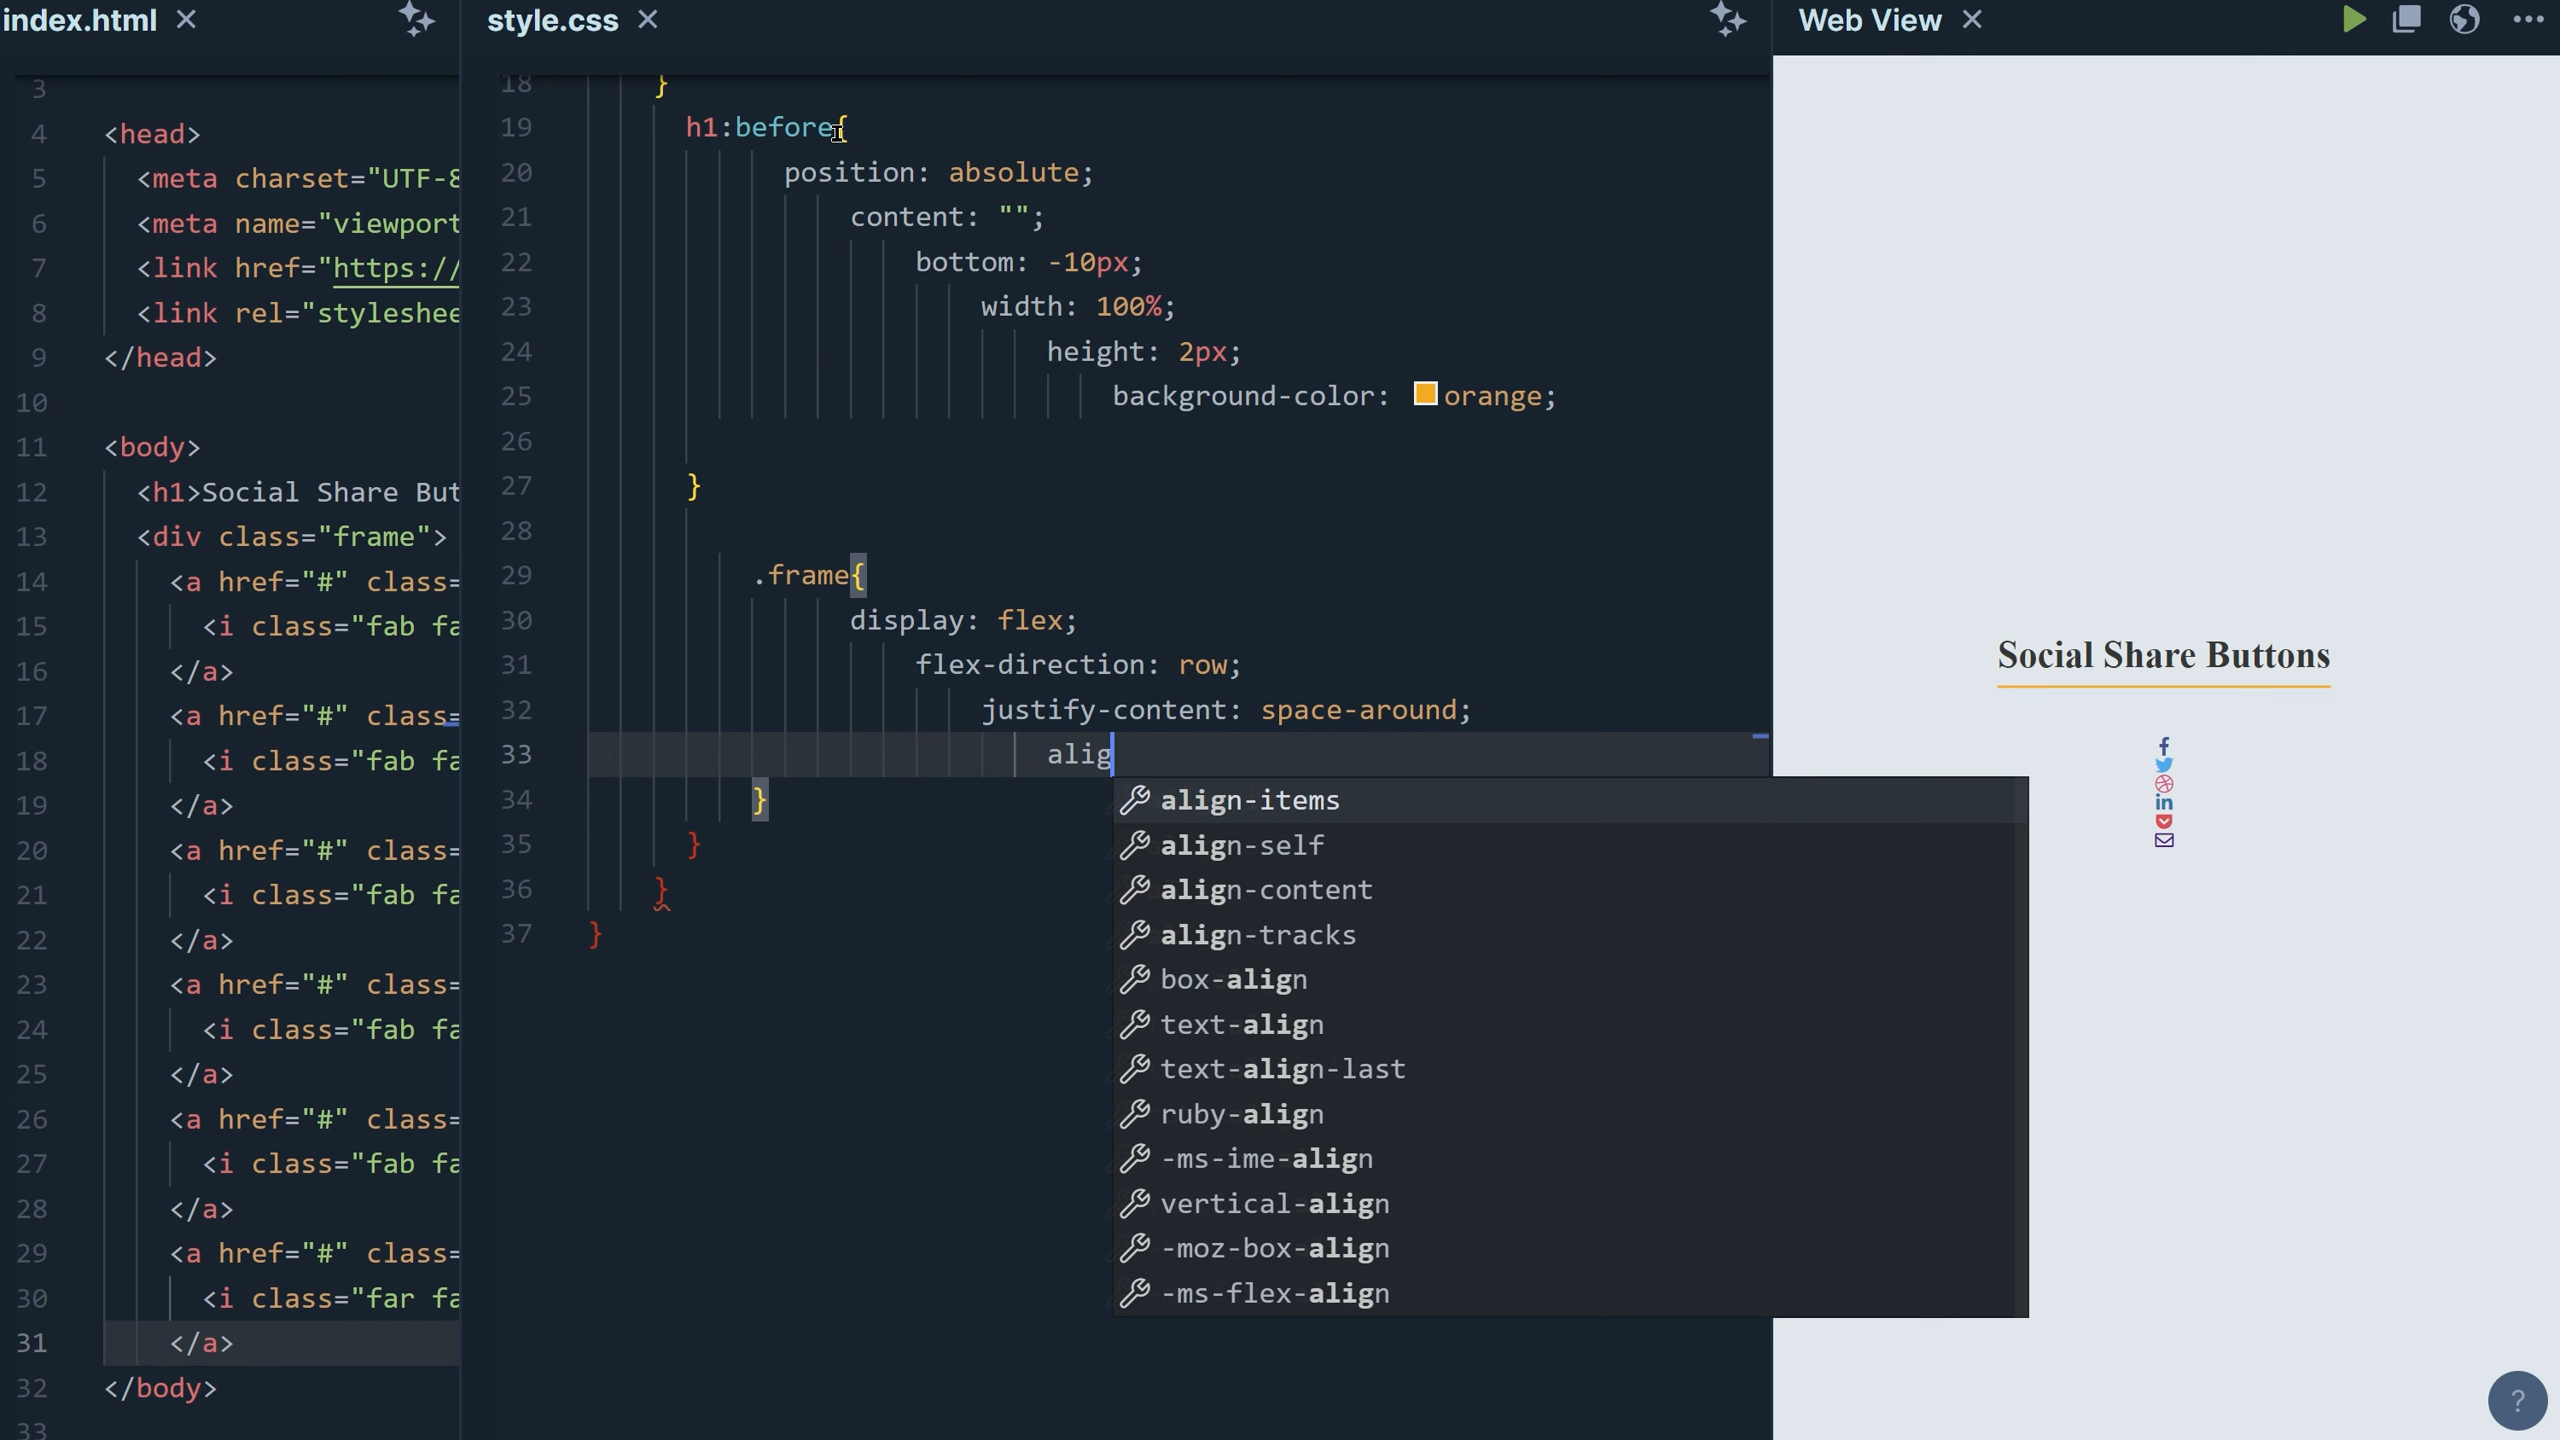 index.html
3
4 <head>
5 <meta charset="UTF-8
6 <meta name="viewport
7 <link href="https://
8 <link rel="styleshee
9 </head>
10
11 <body>
12 <h1>Social Share But
13 <div class="frame">
14 <a href="#" class=
15 <i class="fab fa
16 </a>
17 <a href="#" class=
18 <i class="fab fa
19 </a>
20 <a href="#" class=
21 <i class="fab fa
22 </a>
23 <a href="#" class=
24 <i class="fab fa
25 </a>
26 <a href="#" class=
27 <i class="fab fa
28 </a>
29 <a href="#" class=
30 <i class="far fa
31 </a>
32 </body>
33
style.css
18 }
19 h1:before{
20 position: absolute;
21 content: "";
22 bottom: -10px;
23 width: 100%;
24 height: 2px;
25 background-color: orange;
26
27 }
28
29 .frame{
30 display: flex;
31 flex-direction: row;
32 justify-content: space-around;
33 alig
34 }
35 }
36 }
37 }
align-items
align-self
align-content
align-tracks
box-align
text-align
text-align-last
ruby-align
-ms-ime-align
vertical-align
-moz-box-align
-ms-flex-align
Web View
Social Share Buttons
?